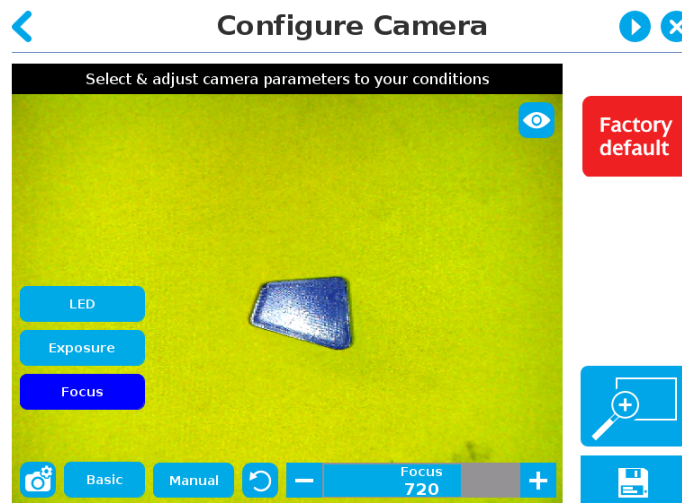 Configure Camera
Select & adjust camera parameters to your conditions
Factory
default
LED
Exposure
Focus
Basic
Manual
Focus
720